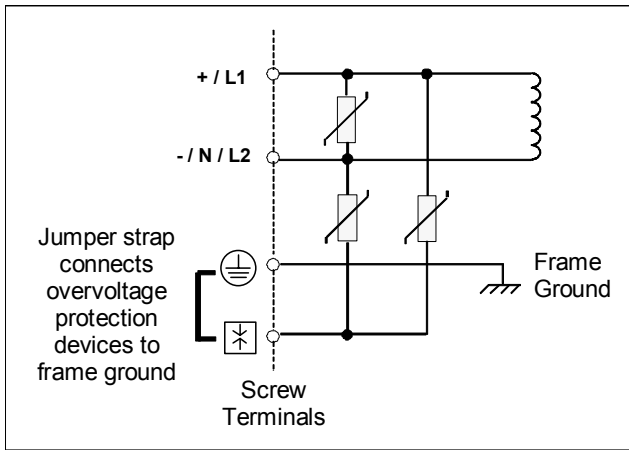 + / L1
- / N / L2
Jumper strap
connects
overvoltage
protection
devices to
frame ground
Frame
Ground
Screw
Terminals